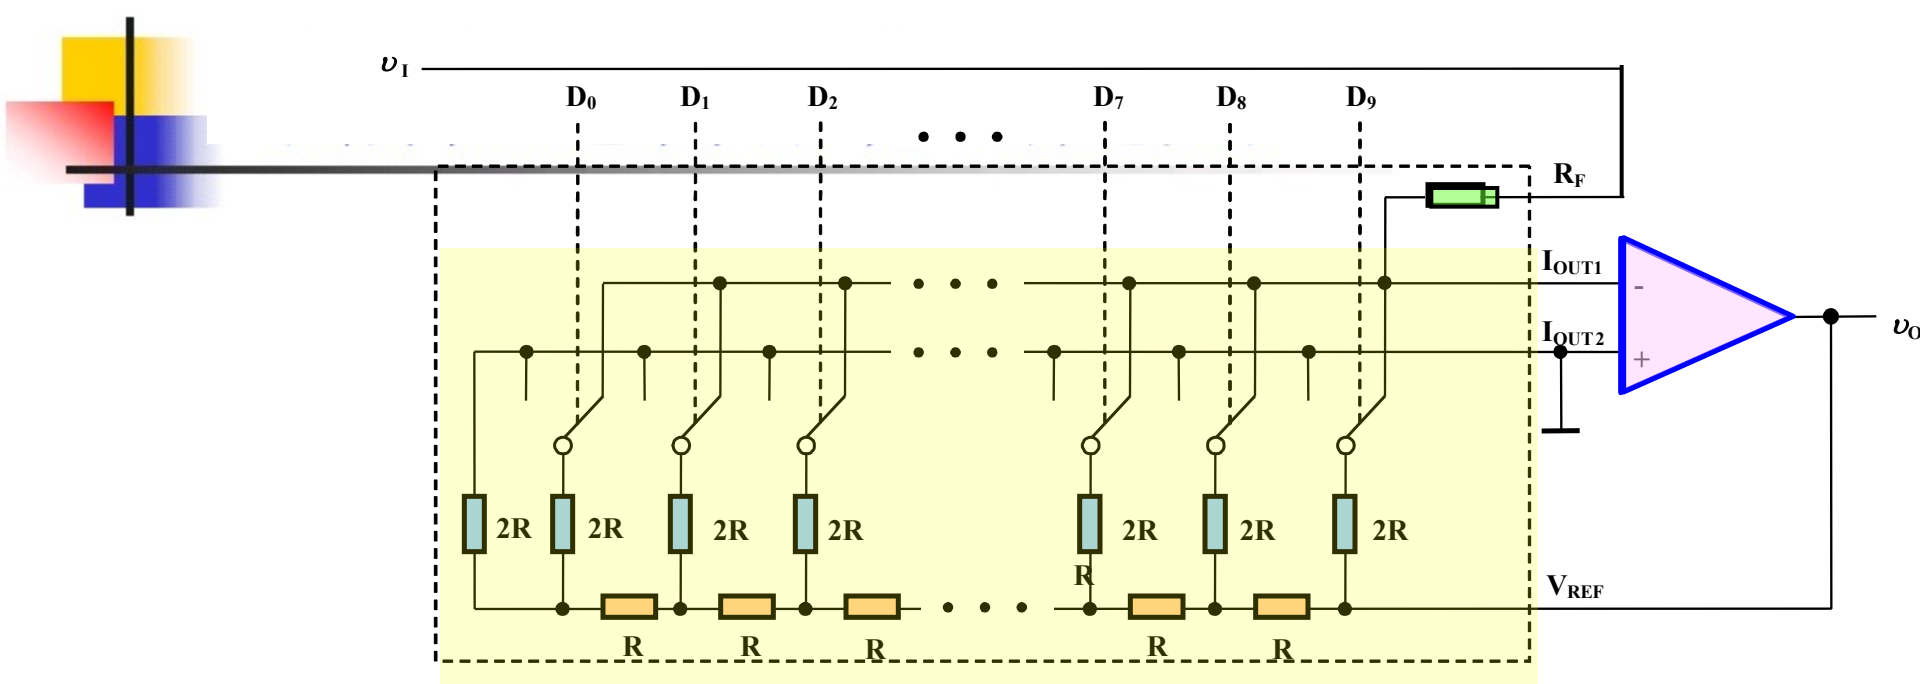 υI
D0 D1 D2 D7 D8 D9
• • •
RF
IOUT1
-
IOUT2
+
υO
2R 2R 2R 2R 2R 2R 2R
R
VREF
R R R R R